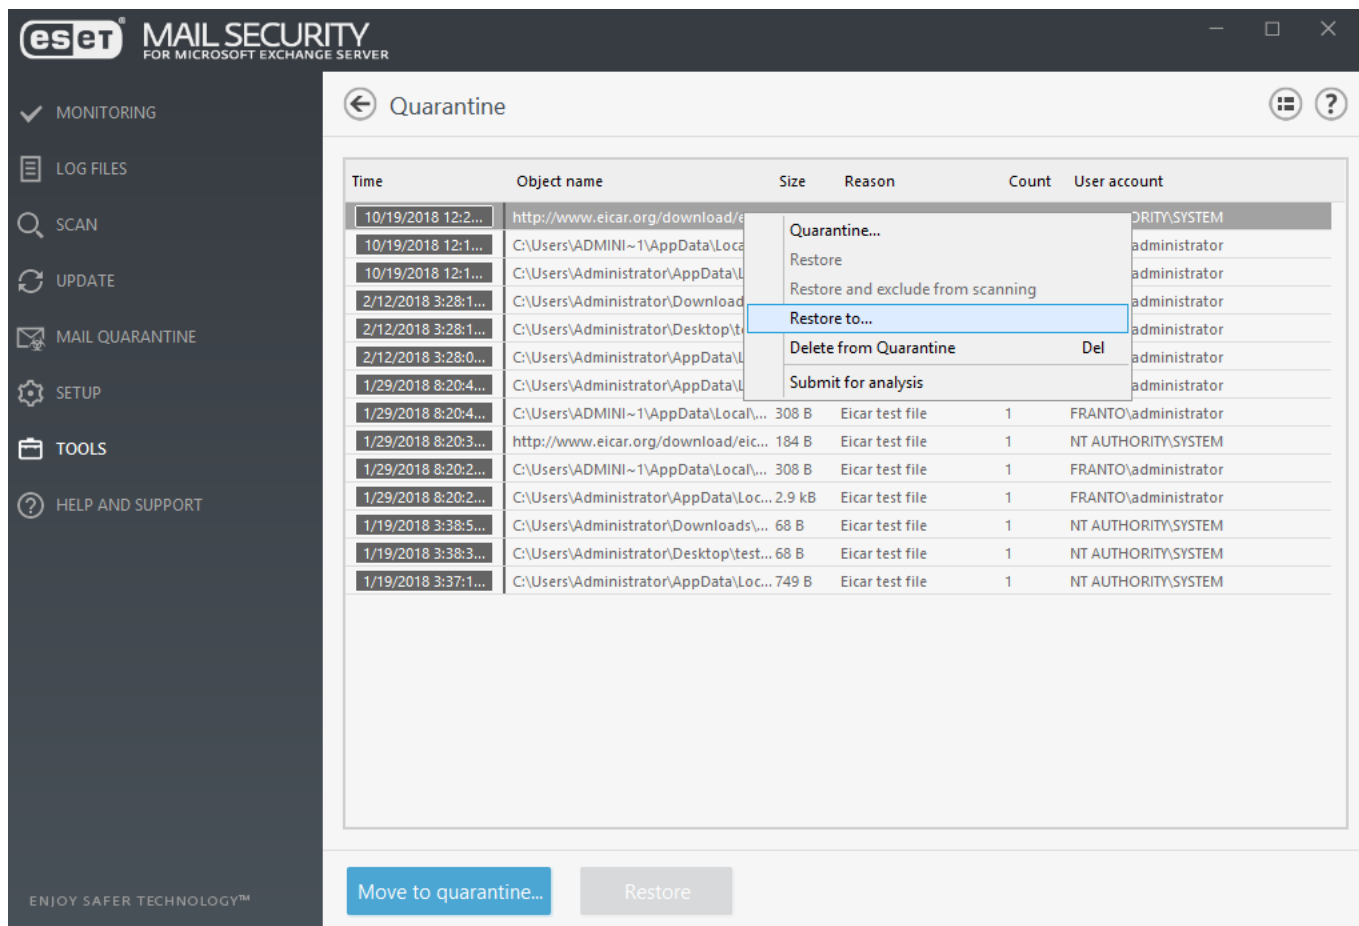 eseT® MAIL SECURITY
FOR MICROSOFT EXCHANGE SERVER
MONITORING
LOG FILES
SCAN
UPDATE
MAIL QUARANTINE
SETUP
TOOLS
HELP AND SUPPORT
ENJOY SAFER TECHNOLOGY™
Quarantine
?
Time Object name Size Reason Count User account
10/19/2018 12:2... http://www.eicar.org/download/e \SYSTEM
10/19/2018 12:1... C:\Users\ADMINI~1\AppData\Loca administrator
10/19/2018 12:1... C:\Users\Administrator\AppData\L administrator
2/12/2018 3:28:1... C:\Users\Administrator\Download administrator
2/12/2018 3:28:1... C:\Users\Administrator\Desktop\t administrator
2/12/2018 3:28:0... C:\Users\Administrator\AppData\L administrator
1/29/2018 8:20:4... C:\Users\Administrator\AppData\L administrator
1/29/2018 8:20:4... C:\Users\ADMINI~1\AppData\Local\... 308 B Eicar test file 1 FRANTO\administrator
1/29/2018 8:20:3... http://www.eicar.org/download/eic... 184 B Eicar test file 1 NT AUTHORITY\SYSTEM
1/29/2018 8:20:2... C:\Users\ADMINI~1\AppData\Local\... 308 B Eicar test file 1 FRANTO\administrator
1/29/2018 8:20:2... C:\Users\Administrator\AppData\Loc... 2.9 kB Eicar test file 1 FRANTO\administrator
1/19/2018 3:38:5... C:\Users\Administrator\Downloads\... 68 B Eicar test file 1 NT AUTHORITY\SYSTEM
1/19/2018 3:38:3... C:\Users\Administrator\Desktop\test... 68 B Eicar test file 1 NT AUTHORITY\SYSTEM
1/19/2018 3:37:1... C:\Users\Administrator\AppData\Loc... 749 B Eicar test file 1 NT AUTHORITY\SYSTEM
Quarantine...
Restore
Restore and exclude from scanning
Restore to...
Delete from Quarantine Del
Submit for analysis
Move to quarantine... Restore